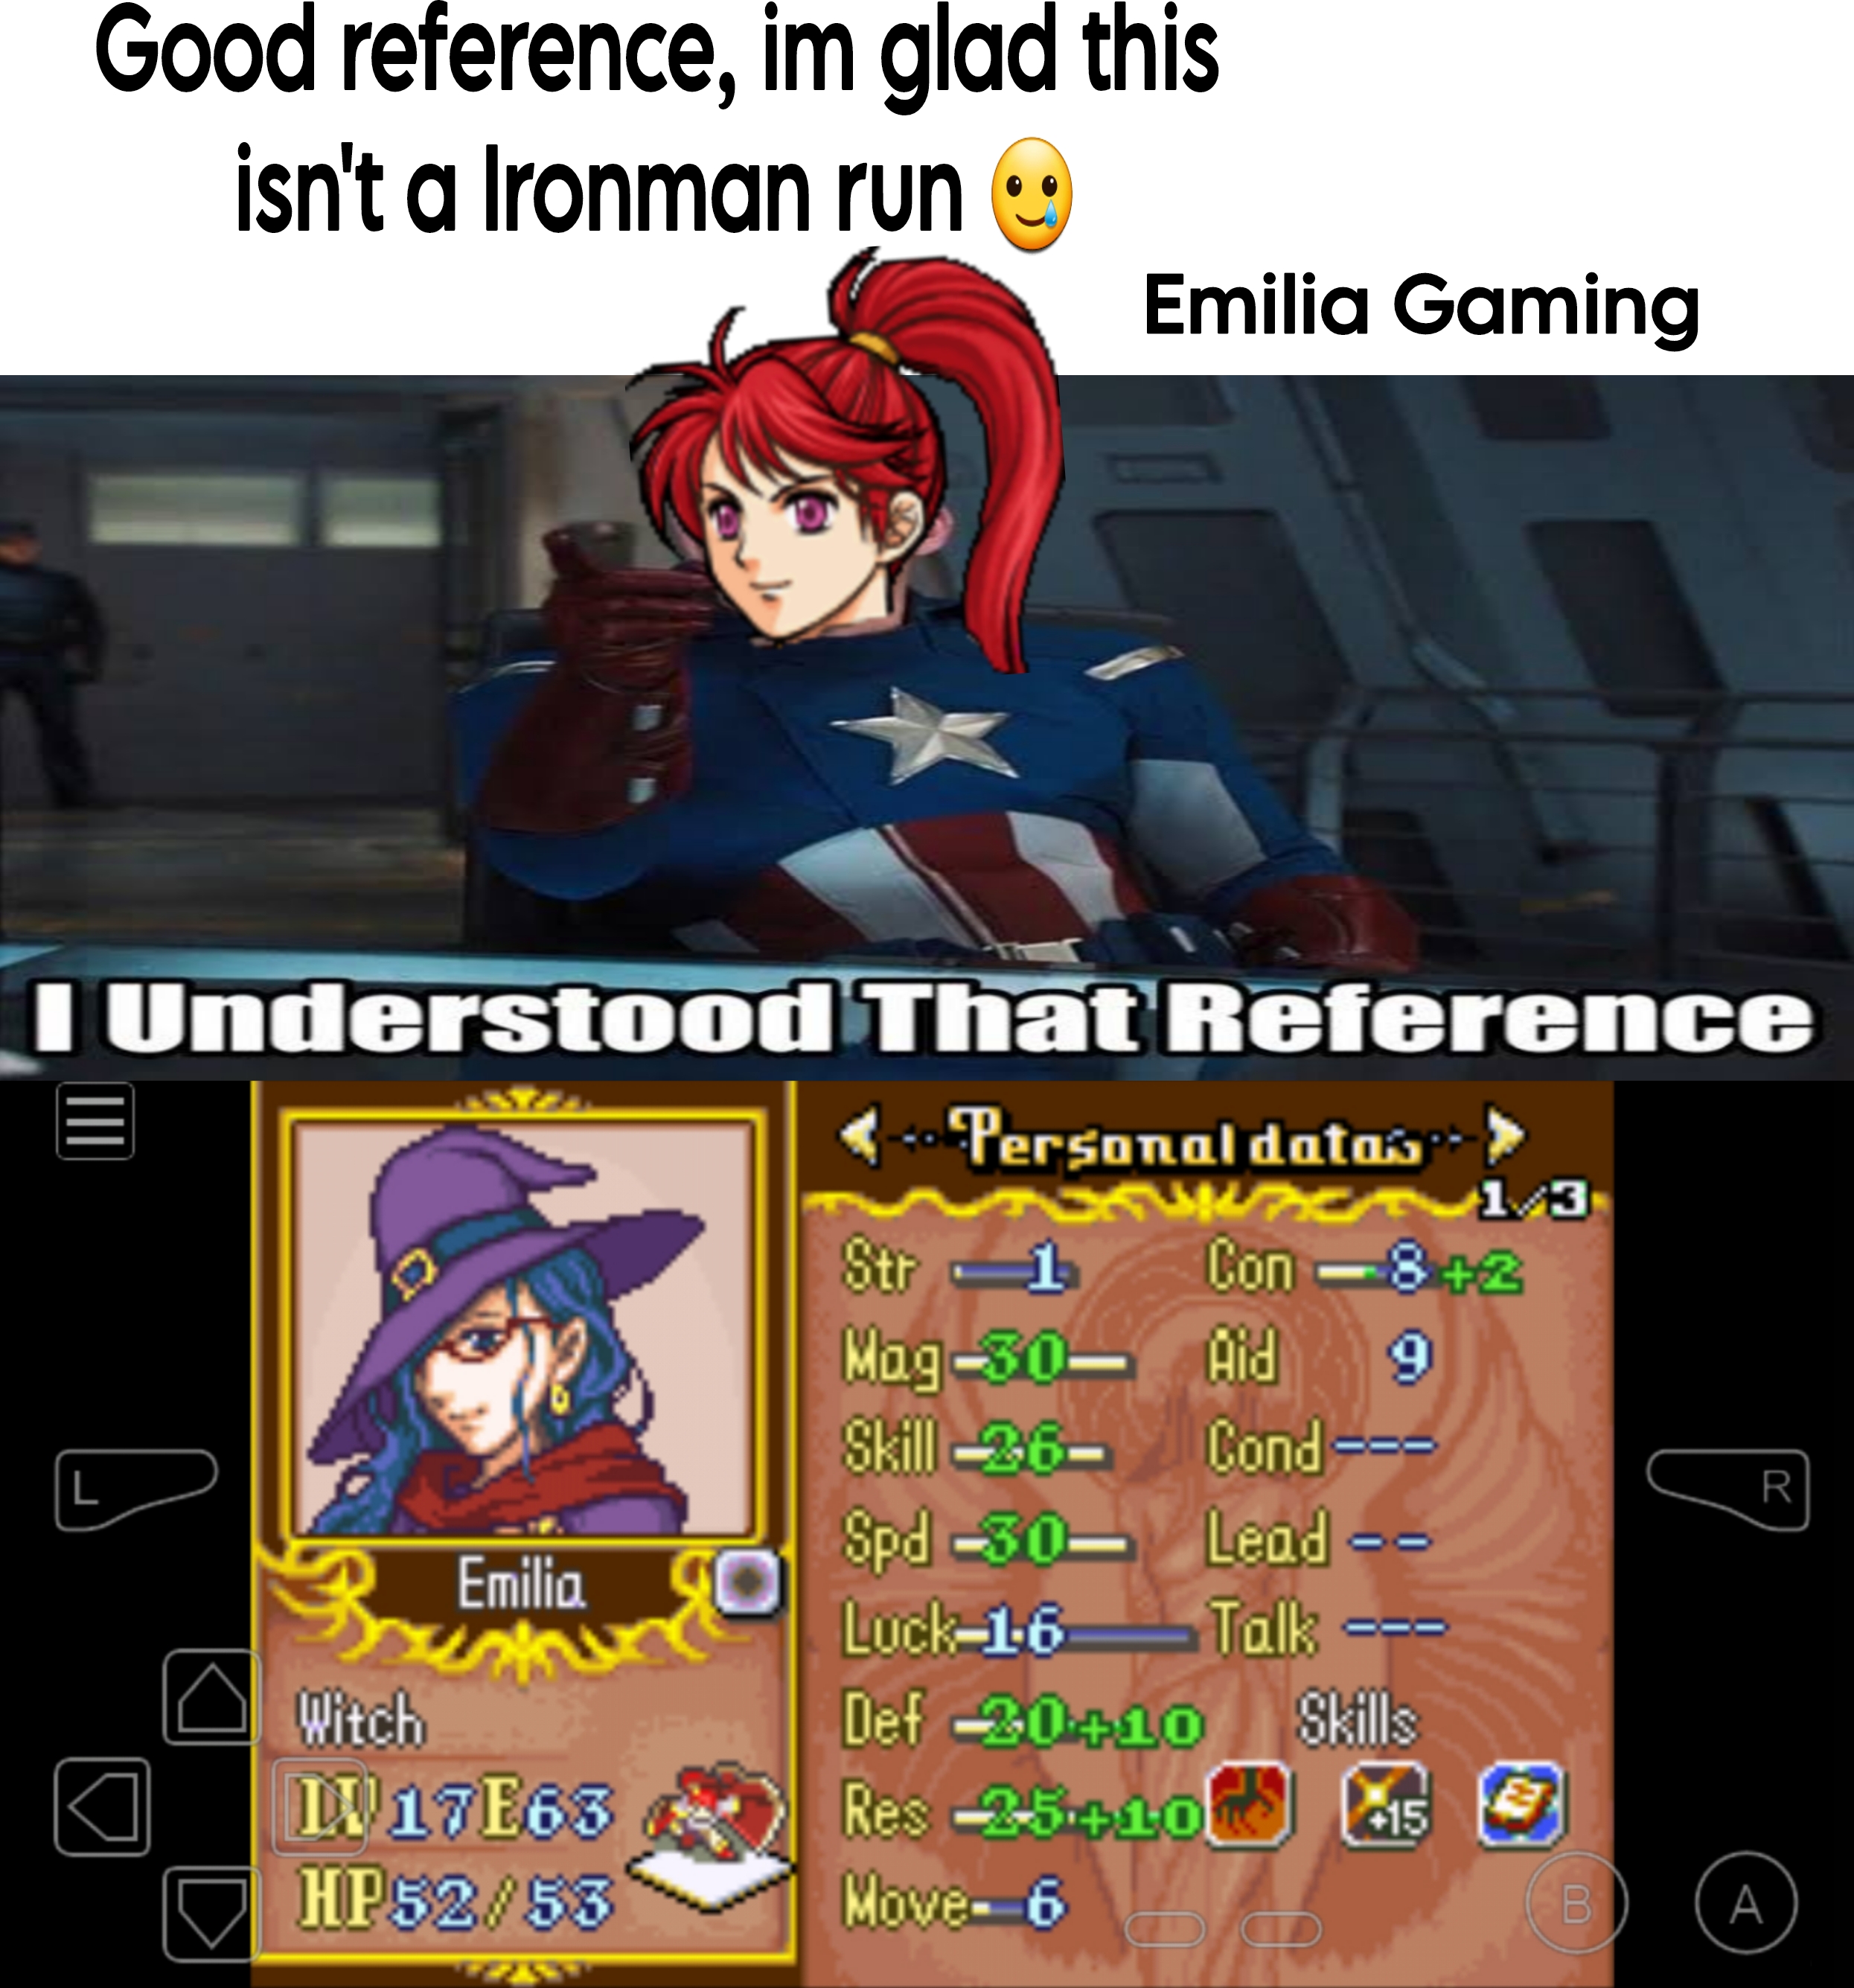 Good reference, im glad this
isn't a Ironman run 🥲
Emilia Gaming
I Understood That Reference
Personal datas
1/3
Str 1 Con 8 +2
Mag 30 Aid 9
Skill 26 Cond ---
Spd 30 Lead --
Luck 16 Talk ---
Emilia
Def 20 +10 Skills
Witch
Res 25 +10 +15
LV 17 E 63
HP 52/53
Move 6
L
R
B
A